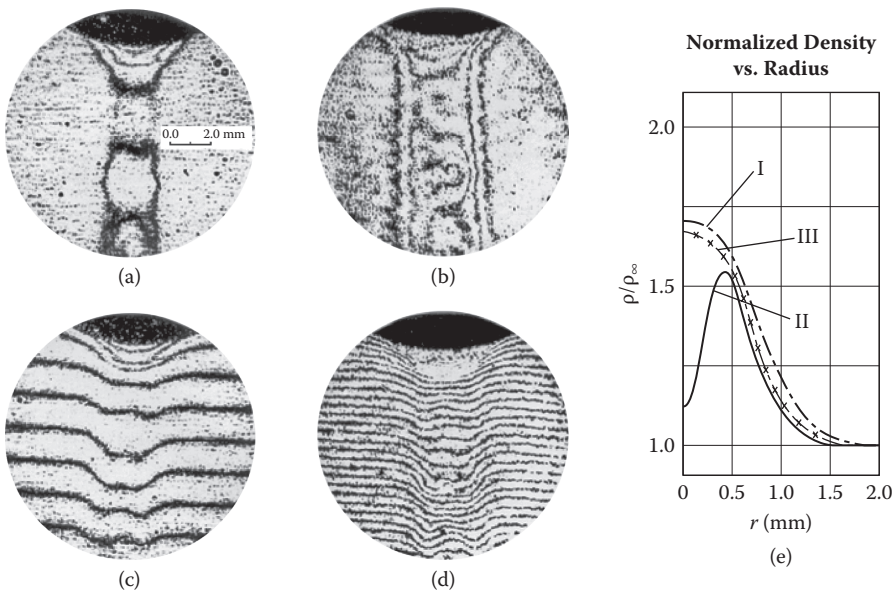 0.0 2.0 mm
(a)
(b)
(c)
(d)
Normalized Density
vs. Radius
2.0
I
III
ρ/ρ∞
1.5
II
1.0
0 0.5 1.0 1.5 2.0
r (mm)
(e)